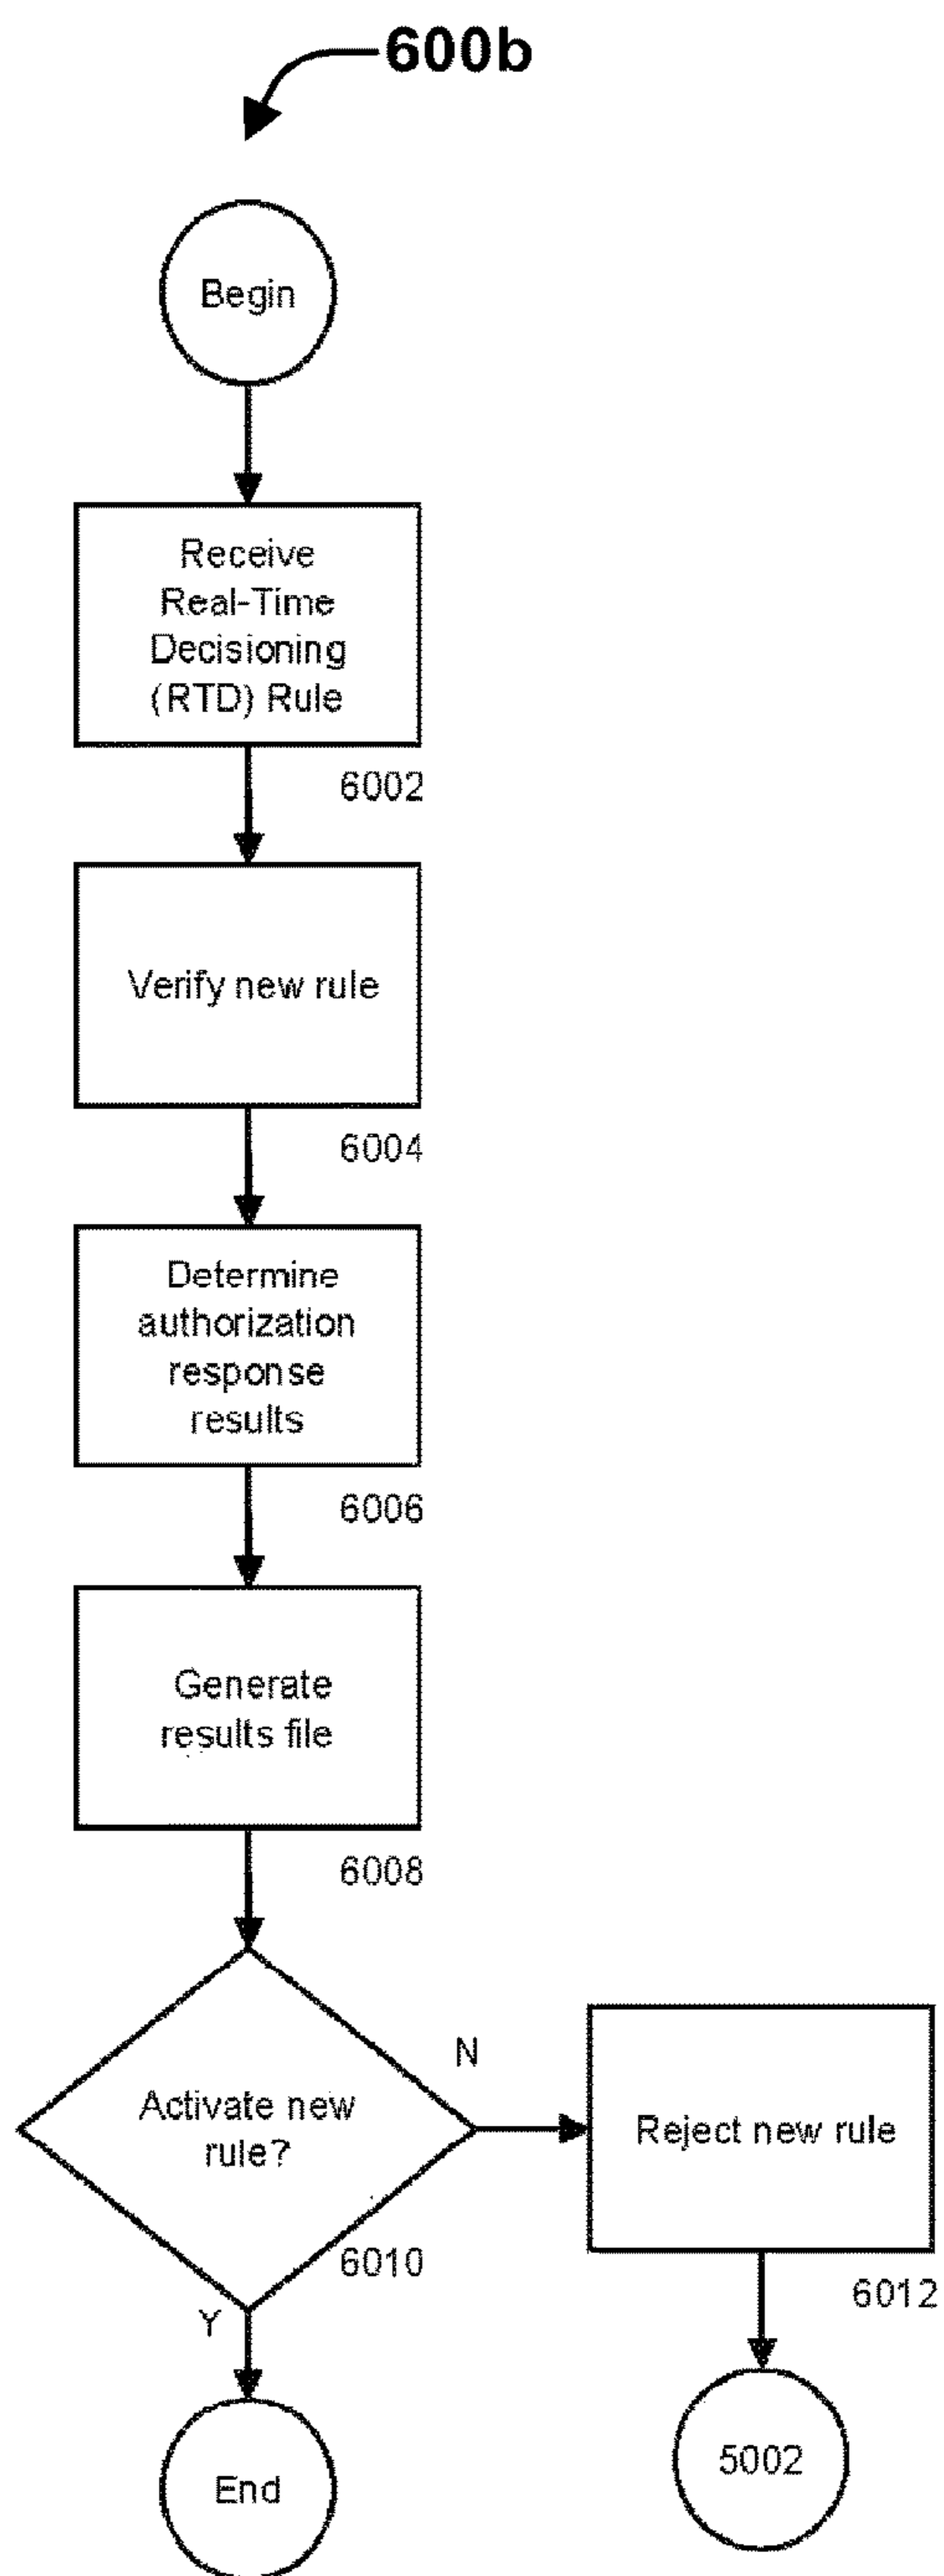 600b
Begin
Receive
Real-Time
Decisioning
(RTD) Rule
6002
Verify new rule
6004
Determine
authorization
response
results
6006
Generate
results file
6008
Activate new
rule?
N
Reject new rule
6010
6012
Y
5002
End